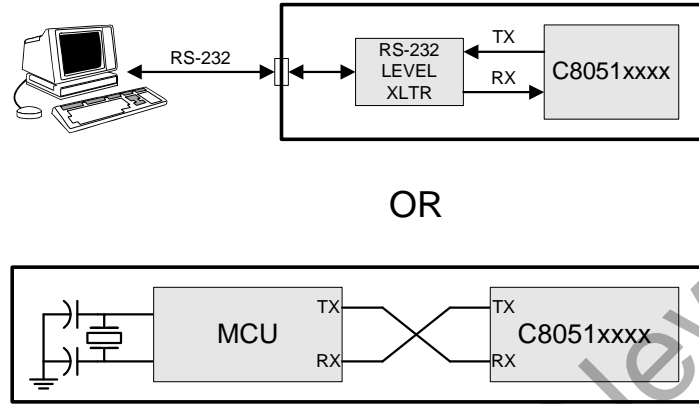 RS-232
RS-232
LEVEL
XLTR
TX
RX
C8051xxxx
OR
MCU
TX
RX
TX
RX
C8051xxxx